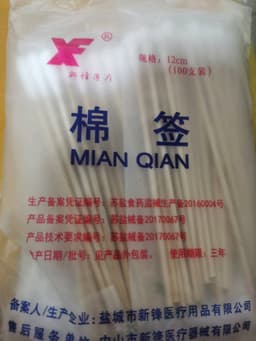 XF®
规格：12cm
(100支装)
棉 签
MIAN QIAN
生产备案凭证编号：苏盐食药监械生产备20160004号
产品备案凭证编号：苏盐械备20170067号
产品技术要求编号：苏盐械备20170067号
产日期/批号：见产品外包装。 使用期限：三年
备案人/生产企业：盐城市新锋医疗用品有限公司
售后服务单位：山市新锋医疗器械有限公司